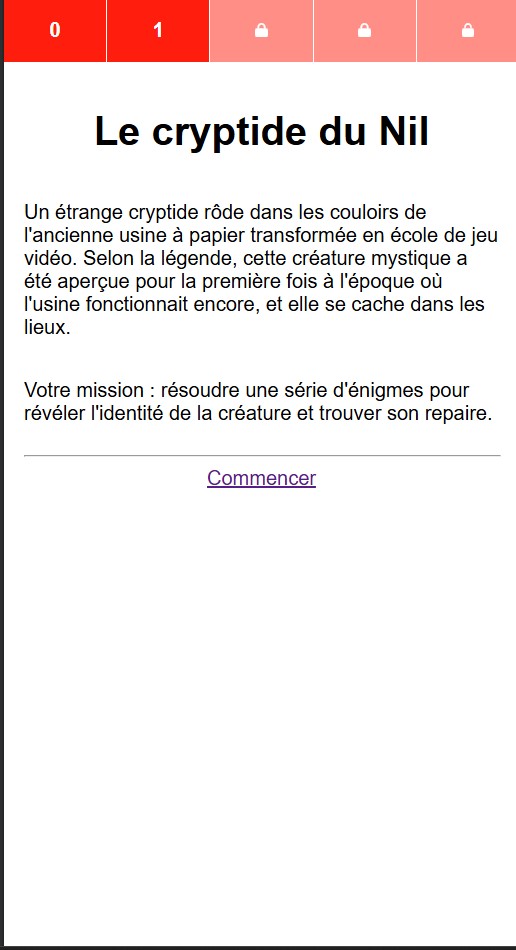 0 1
Le cryptide du Nil
Un étrange cryptide rôde dans les couloirs de
l'ancienne usine à papier transformée en école de jeu
vidéo. Selon la légende, cette créature mystique a
été aperçue pour la première fois à l'époque où
l'usine fonctionnait encore, et elle se cache dans les
lieux.
Votre mission : résoudre une série d'énigmes pour
révéler l'identité de la créature et trouver son repaire.
Commencer